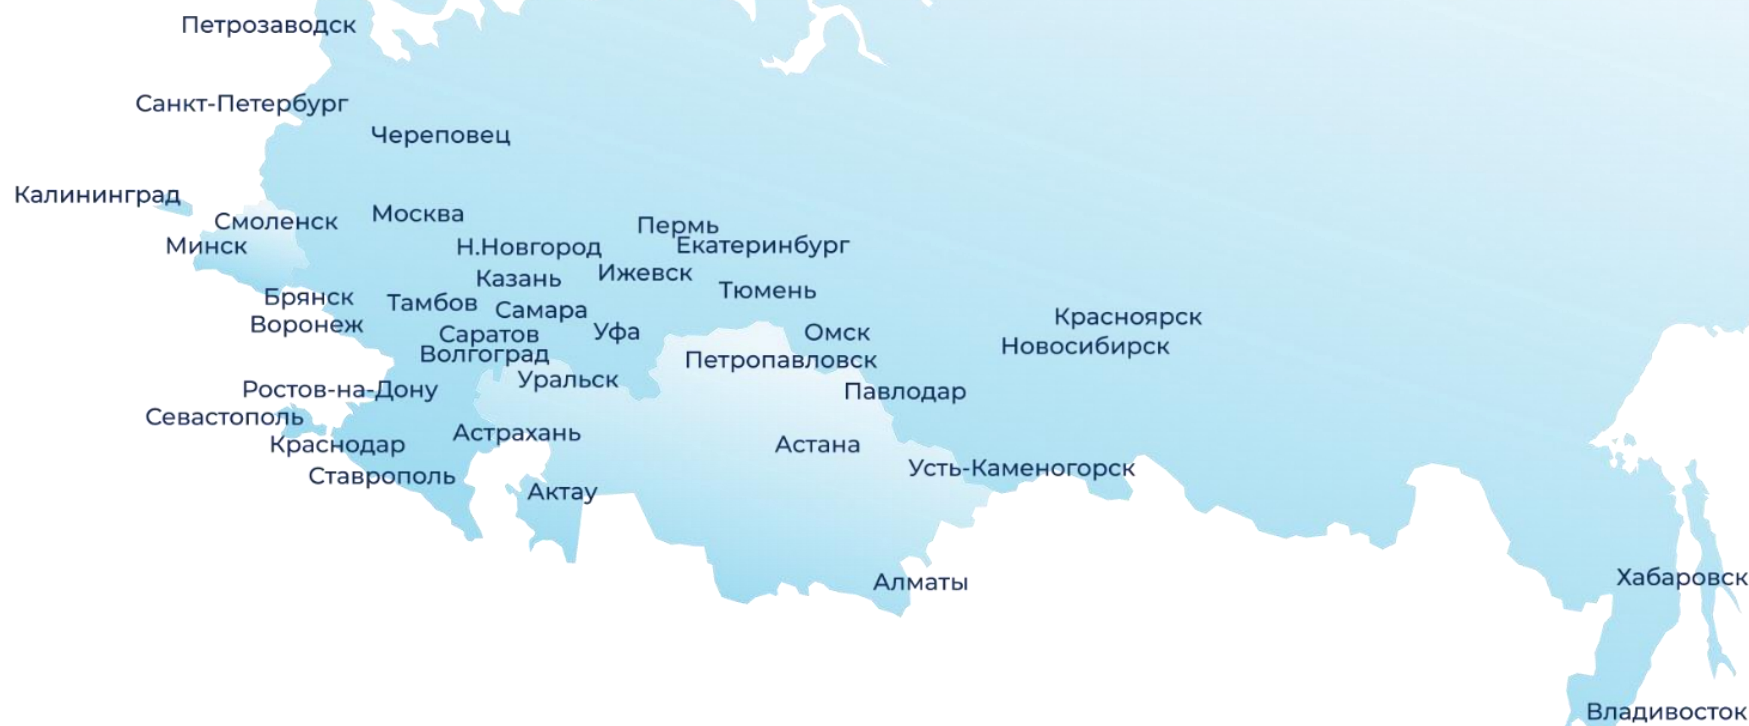 Петрозаводск
Санкт-Петербург
Череповец
Калининград
Москва
Смоленск
Пермь
Минск
Н.Новгород
Екатеринбург
Казань
Ижевск
Тюмень
Брянск
Тамбов
Самара
Красноярск
Воронеж
Саратов
Уфа
Омск
Новосибирск
Волгоград
Петропавловск
Уральск
Ростов-на-Дону
Павлодар
Севастополь
Астрахань
Краснодар
Астана
Усть-Каменогорск
Ставрополь
Актау
Хабаровск
Алматы
Владивосток